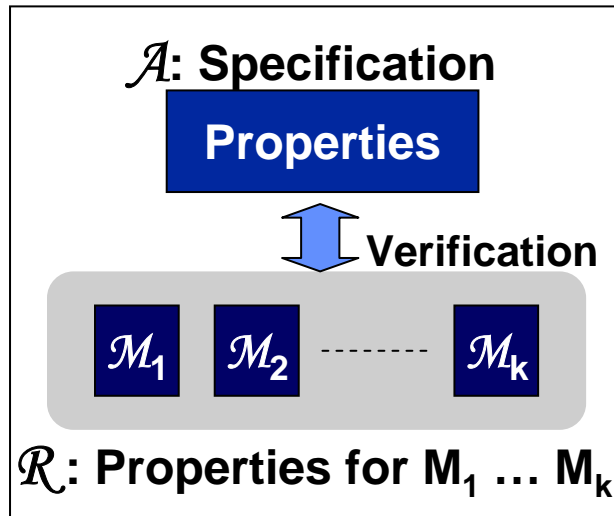 𝒜: Specification
Properties
Verification
ℳ₁ ℳ₂ -------- ℳₖ
ℛ: Properties for M₁ … Mₖ